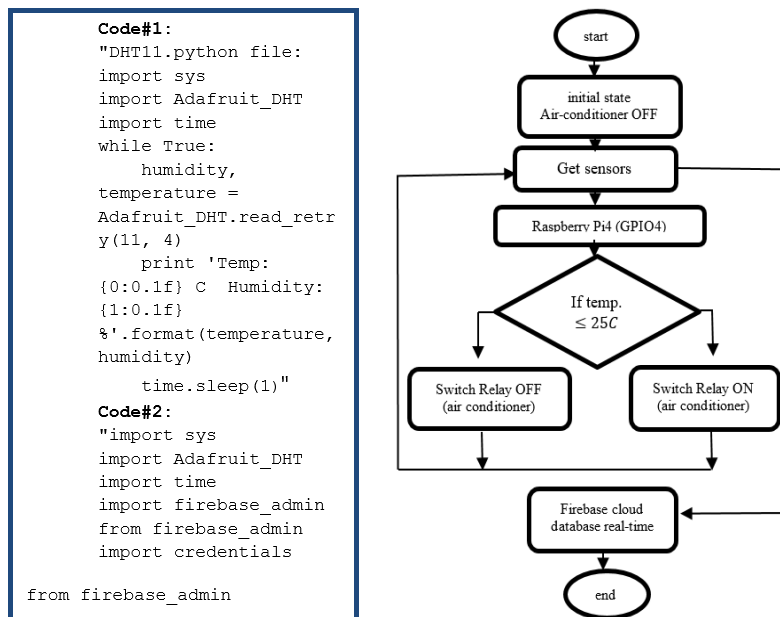 Code#1:
"DHT11.python file:
import sys
import Adafruit_DHT
import time
while True:
humidity,
temperature =
Adafruit_DHT.read_retr
y(11, 4)
print 'Temp:
{0:0.1f} C  Humidity:
{1:0.1f}
%'.format(temperature,
humidity)
time.sleep(1)"
Code#2:
"import sys
import Adafruit_DHT
import time
import firebase_admin
from firebase_admin
import credentials
from firebase_admin
start
initial state
Air-conditioner OFF
Get sensors
Raspberry Pi4 (GPIO4)
If temp.
≤ 25C
Switch Relay OFF
(air conditioner)
Switch Relay ON
(air conditioner)
Firebase cloud
database real-time
end